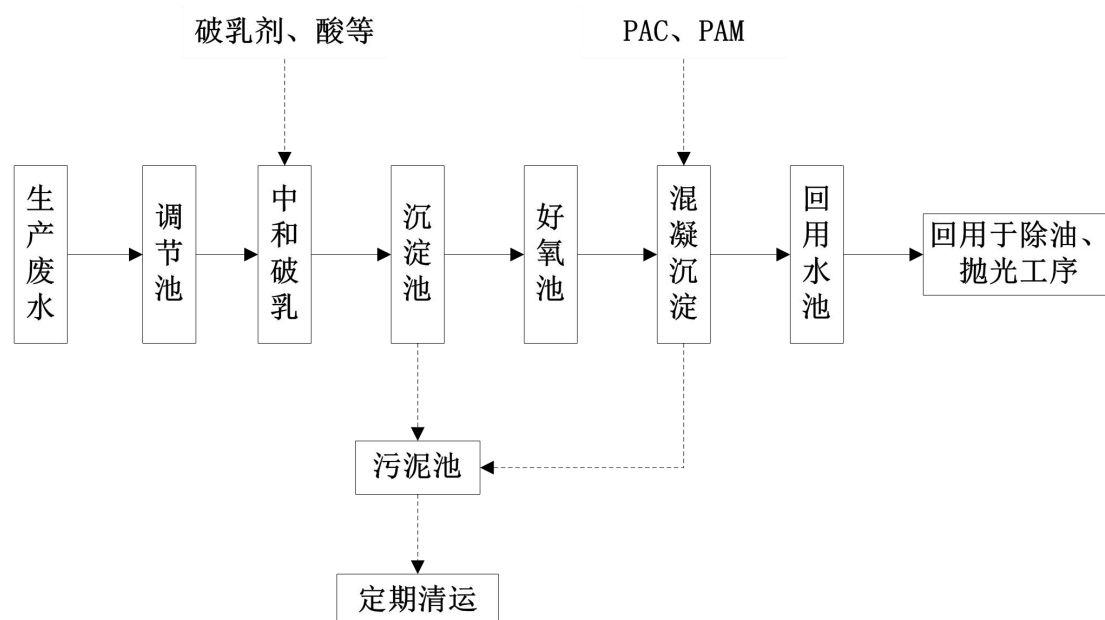 破乳剂、酸等
PAC、PAM
生产废水
调节池
中和破乳
沉淀池
好氧池
混凝沉淀
回用水池
回用于除油、
抛光工序
污泥池
定期清运